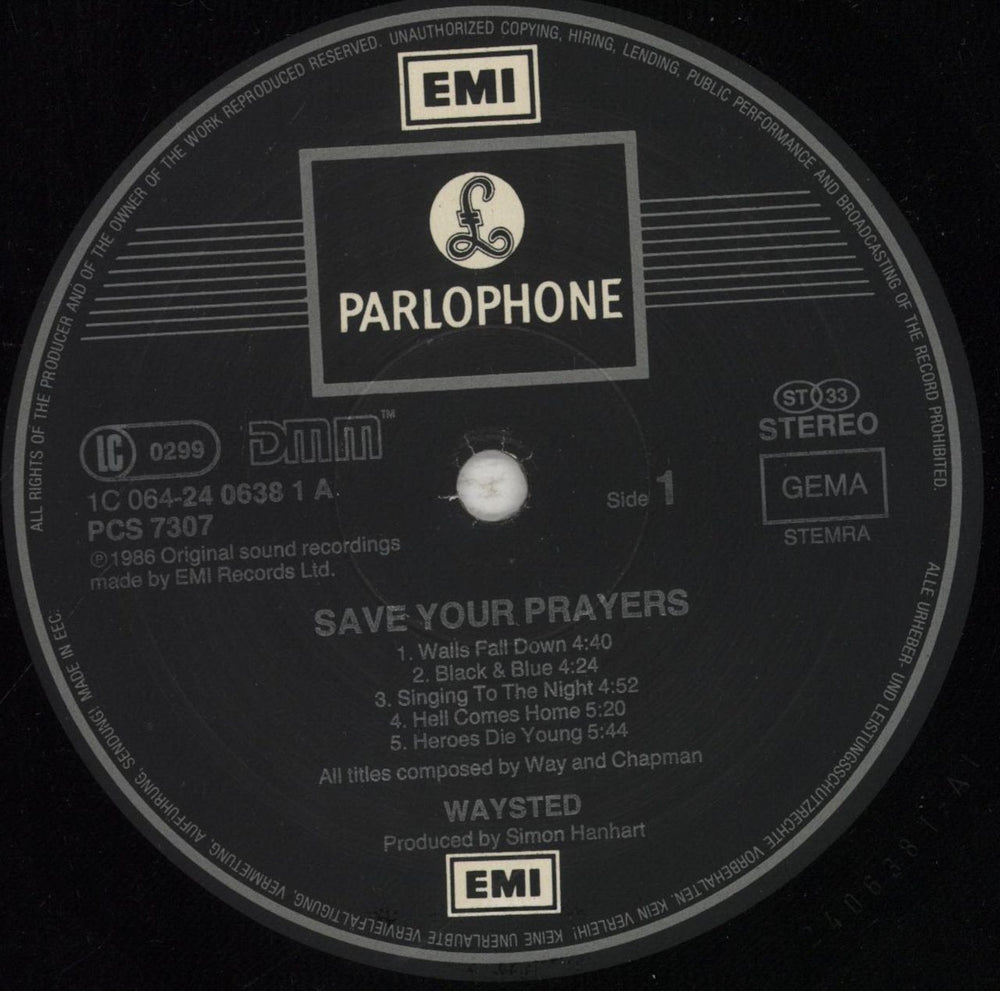 ALL RIGHTS OF THE PRODUCER AND OF THE OWNER OF THE WORK REPRODUCED RESERVED. UNAUTHORIZED COPYING, HIRING, LENDING, PUBLIC PERFORMANCE AND BROADCASTING OF THE RECORD PROHIBITED.
EMI
£
PARLOPHONE
LC 0299
DMM™
ST 33
STEREO
1C 064-24 0638 1 A
PCS 7307
℗1986 Original sound recordings
made by EMI Records Ltd.
Side 1
GEMA
STEMRA
SAVE YOUR PRAYERS
1. Walls Fall Down 4:40
2. Black & Blue 4:24
3. Singing To The Night 4:52
4. Hell Comes Home 5:20
5. Heroes Die Young 5:44
All titles composed by Way and Chapman
WAYSTED
Produced by Simon Hanhart
EMI
ALLE URHEBER- UND LEISTUNGSSCHUTZRECHTE VORBEHALTEN. KEIN VERLEIH! KEINE UNERLAUBTE VERVIELFÄLTIGUNG, VERMIETUNG, AUFFÜHRUNG, SENDUNG! MADE IN EEC.